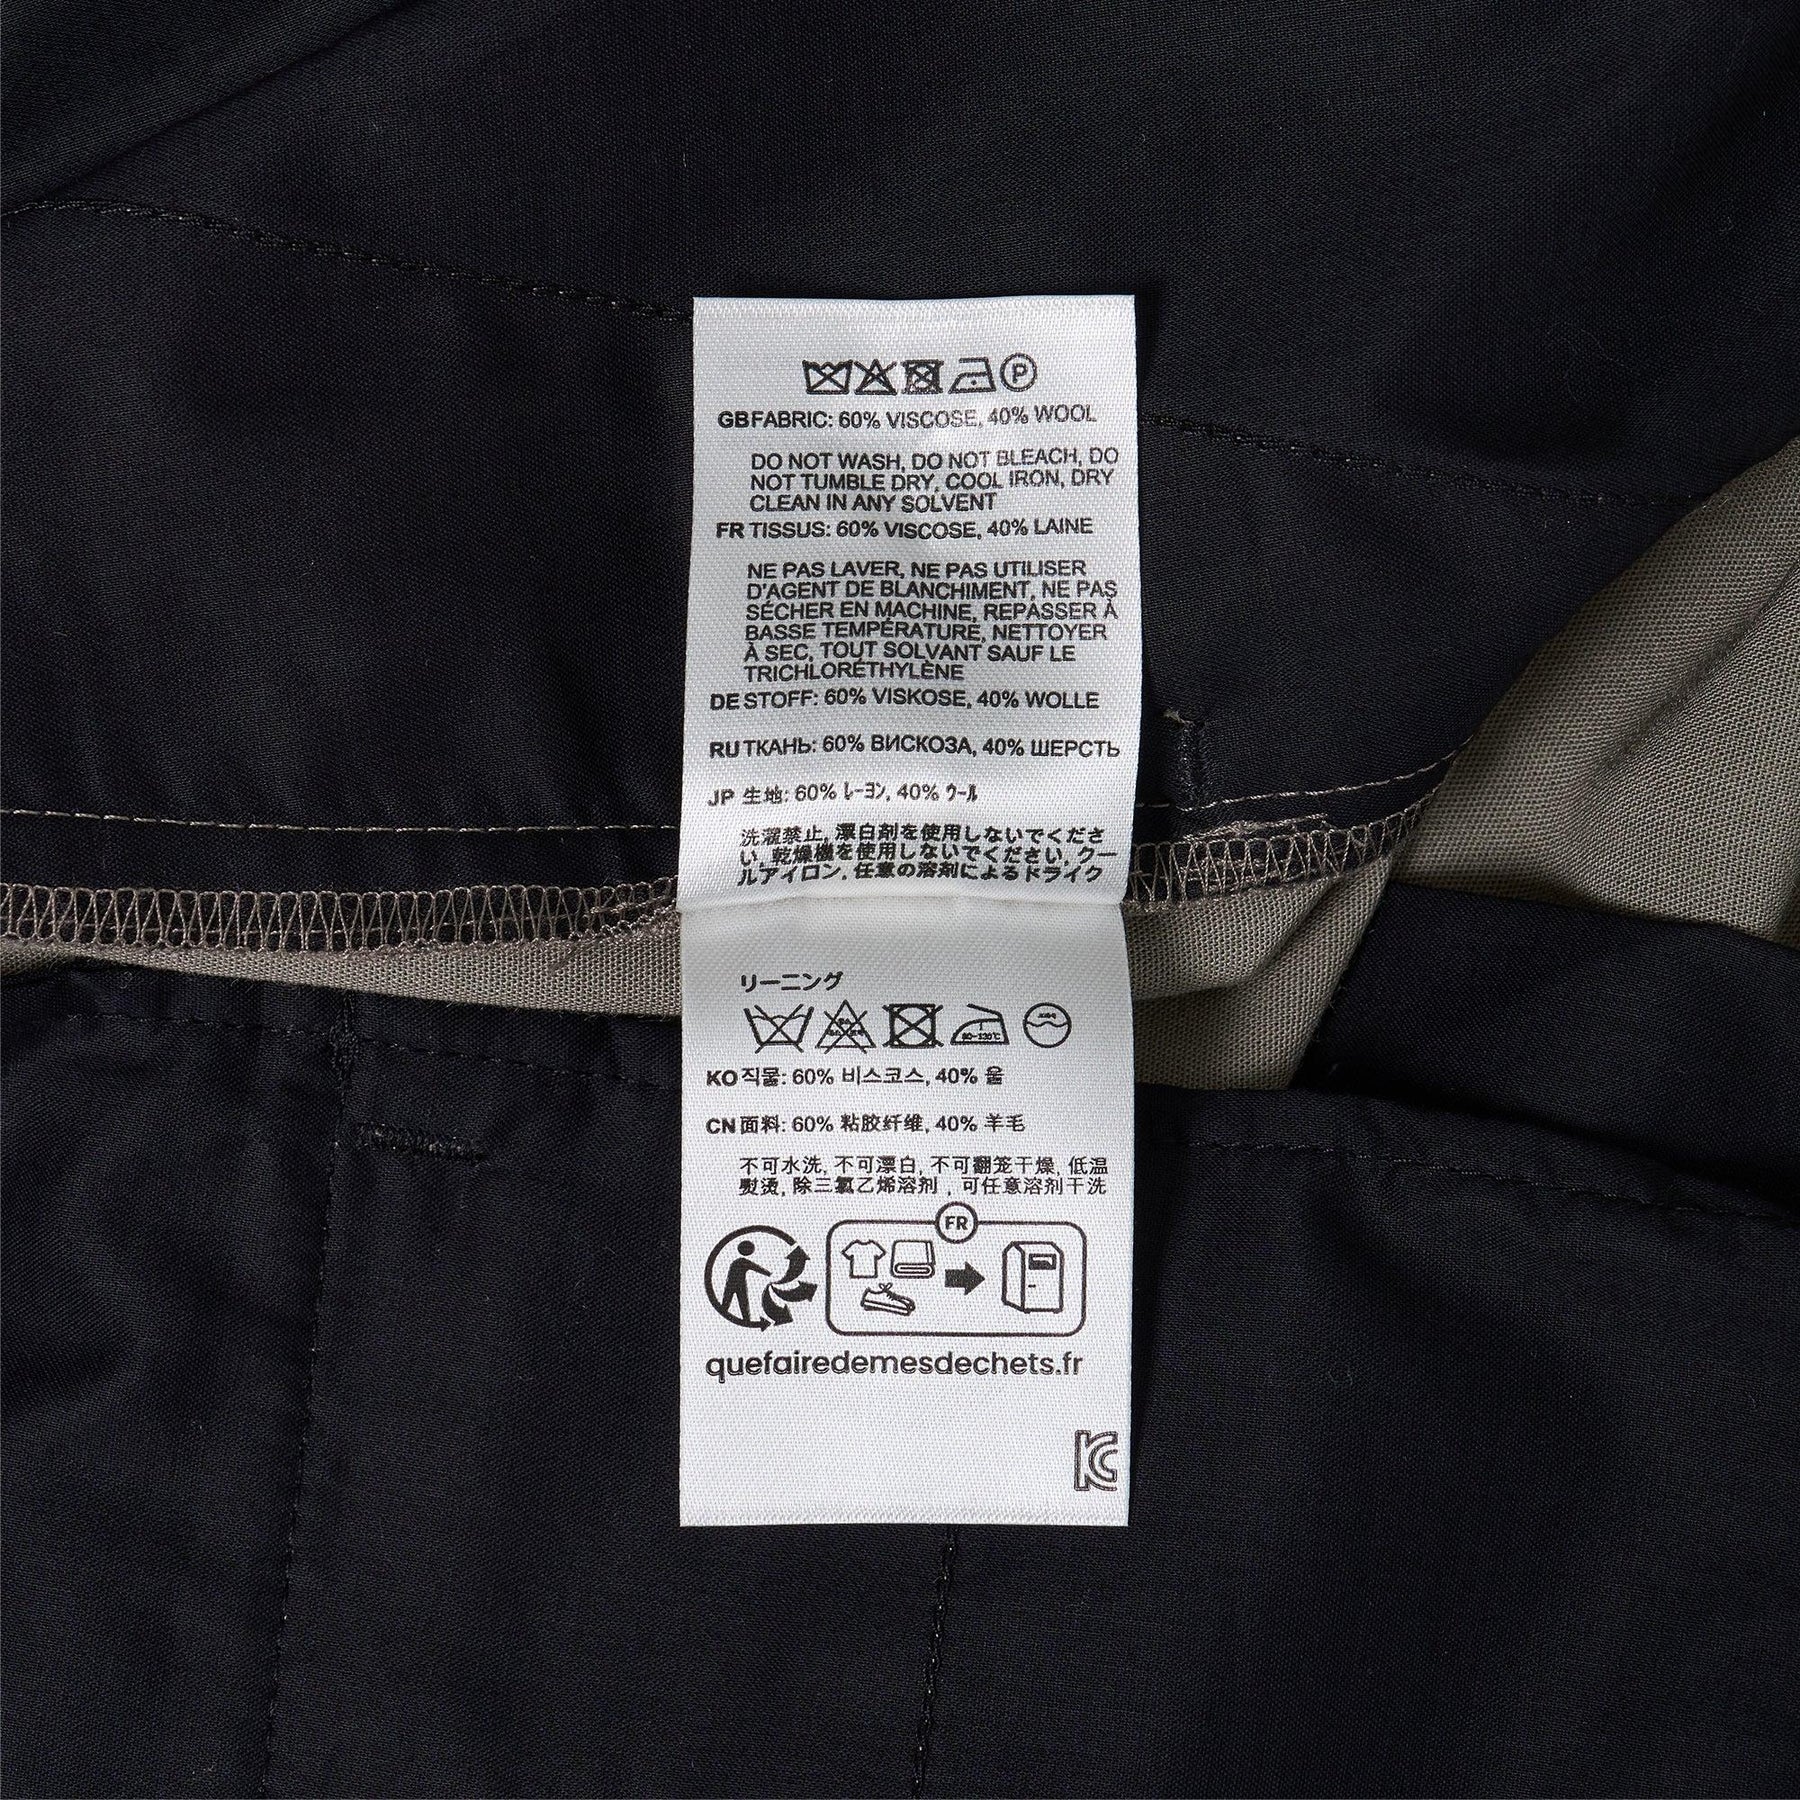 P
GB FABRIC: 60% VISCOSE, 40% WOOL
DO NOT WASH, DO NOT BLEACH, DO
NOT TUMBLE DRY, COOL IRON, DRY
CLEAN IN ANY SOLVENT
FR TISSUS: 60% VISCOSE, 40% LAINE
NE PAS LAVER, NE PAS UTILISER
D'AGENT DE BLANCHIMENT, NE PAS
SÉCHER EN MACHINE, REPASSER À
BASSE TEMPÉRATURE, NETTOYER
À SEC, TOUT SOLVANT SAUF LE
TRICHLORÉTHYLÈNE
DE STOFF: 60% VISKOSE, 40% WOLLE
RU ТКАНЬ: 60% ВИСКОЗА, 40% ШЕРСТЬ
JP 生地: 60% ﾚｰﾖﾝ, 40% ｳｰﾙ
洗濯禁止, 漂白剤を使用しないでくださ
い, 乾燥機を使用しないでください, クー
ルアイロン, 任意の溶剤によるドライク
リーニング
80~130℃
KO 직물: 60% 비스코스, 40% 울
CN 面料: 60% 粘胶纤维, 40% 羊毛
不可水洗, 不可漂白, 不可翻笼干燥, 低温
熨烫, 除三氯乙烯溶剂 , 可任意溶剂干洗
FR
quefairedemesdechets.fr
KC